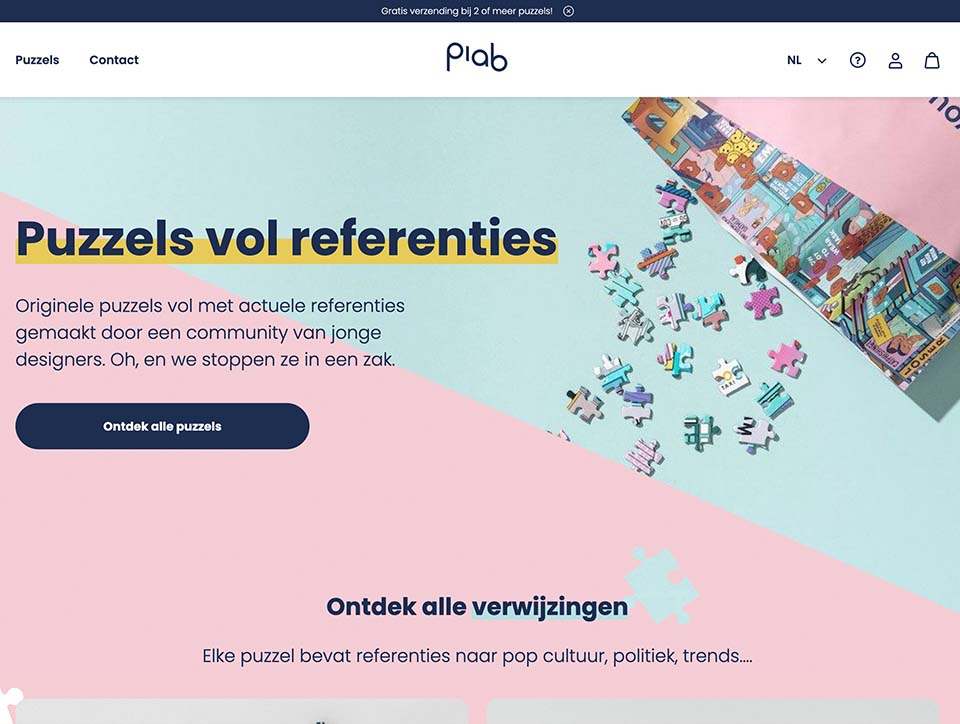 Gratis verzending bij 2 of meer puzzels!
Puzzels
Contact
piab
NL
Puzzels vol referenties
Originele puzzels vol met actuele referenties
gemaakt door een community van jonge
designers. Oh, en we stoppen ze in een zak.
Ontdek alle puzzels
TAXI
Ontdek alle verwijzingen
Elke puzzel bevat referenties naar pop cultuur, politiek, trends....